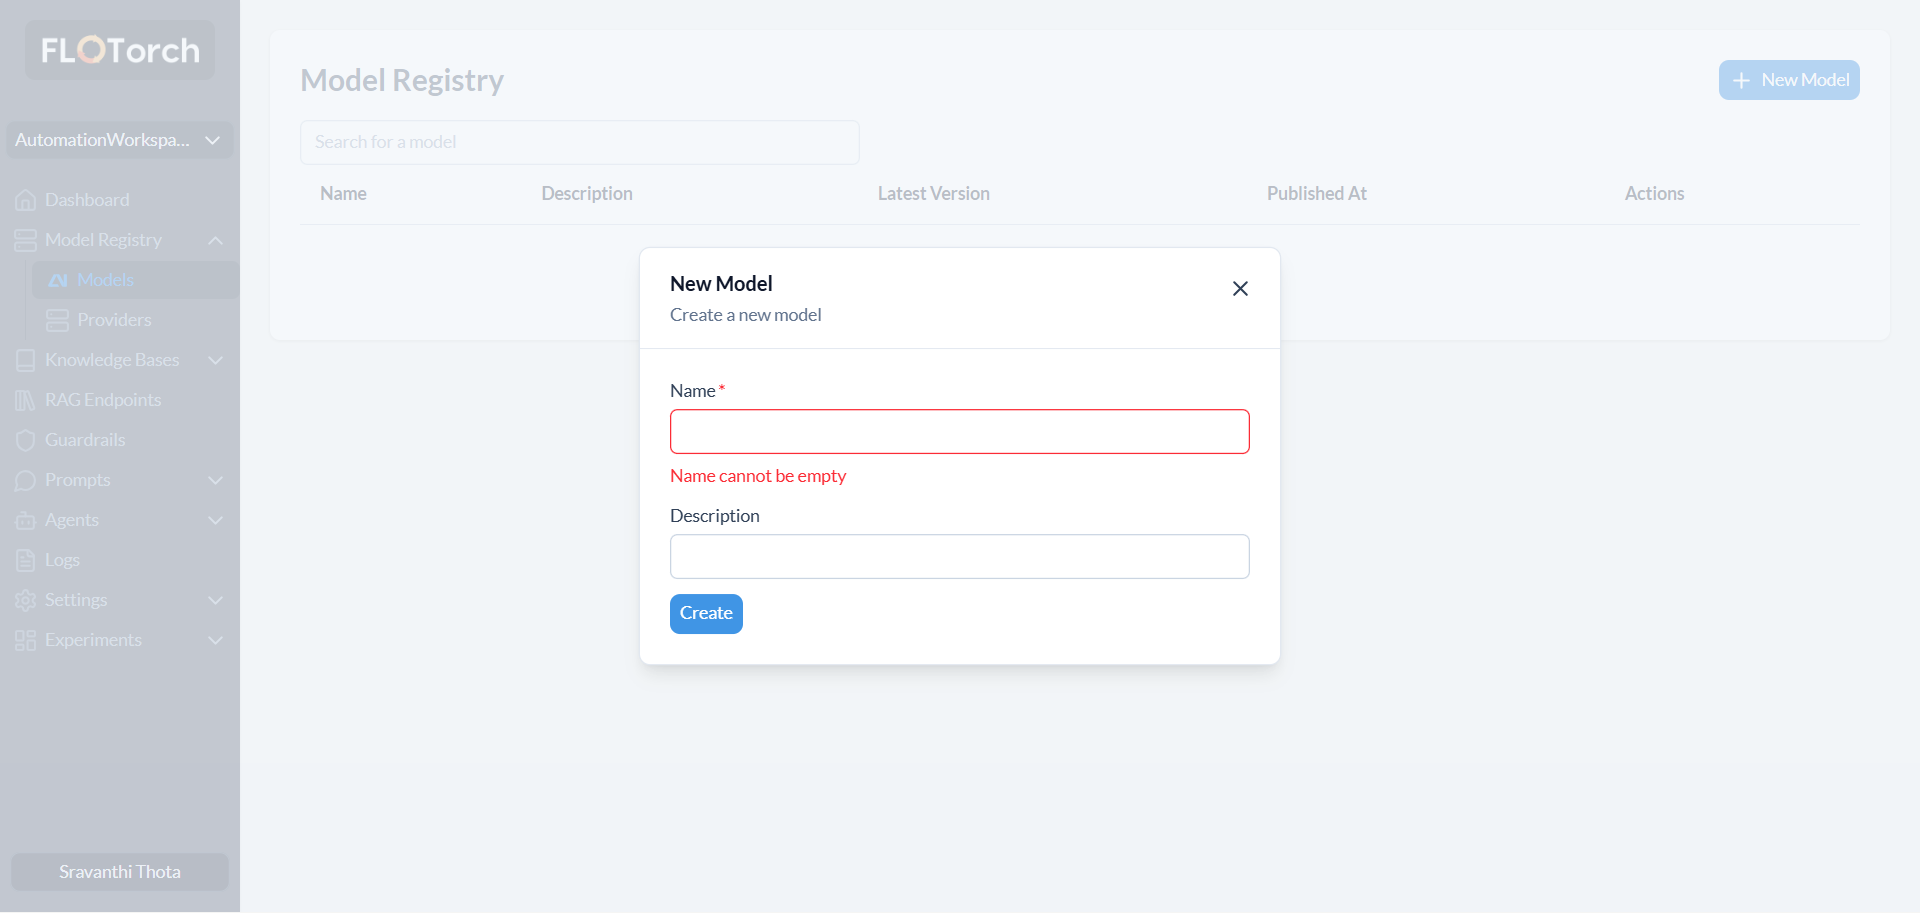 FLOTorch
AutomationWorkspa...
Dashboard
Model Registry
Models
Providers
Knowledge Bases
RAG Endpoints
Guardrails
Prompts
Agents
Logs
Settings
Experiments
Sravanthi Thota
Model Registry
New Model
Search for a model
Name Description Latest Version Published At Actions
New Model
Create a new model
Name*
Name cannot be empty
Description
Create